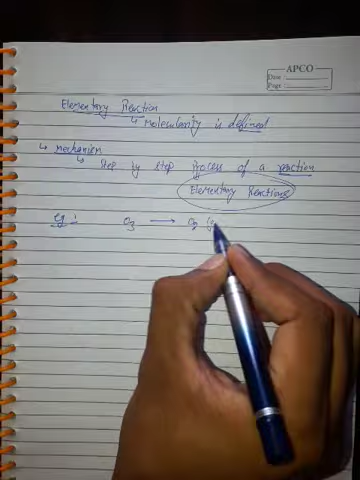 APCO
Date :
Page :
Elementary Reaction
↳ Molecularity is defined
↳ Mechanism
↳ Step by step process of a reaction
Elementary Reactions
eg :    O3 → O2 (g